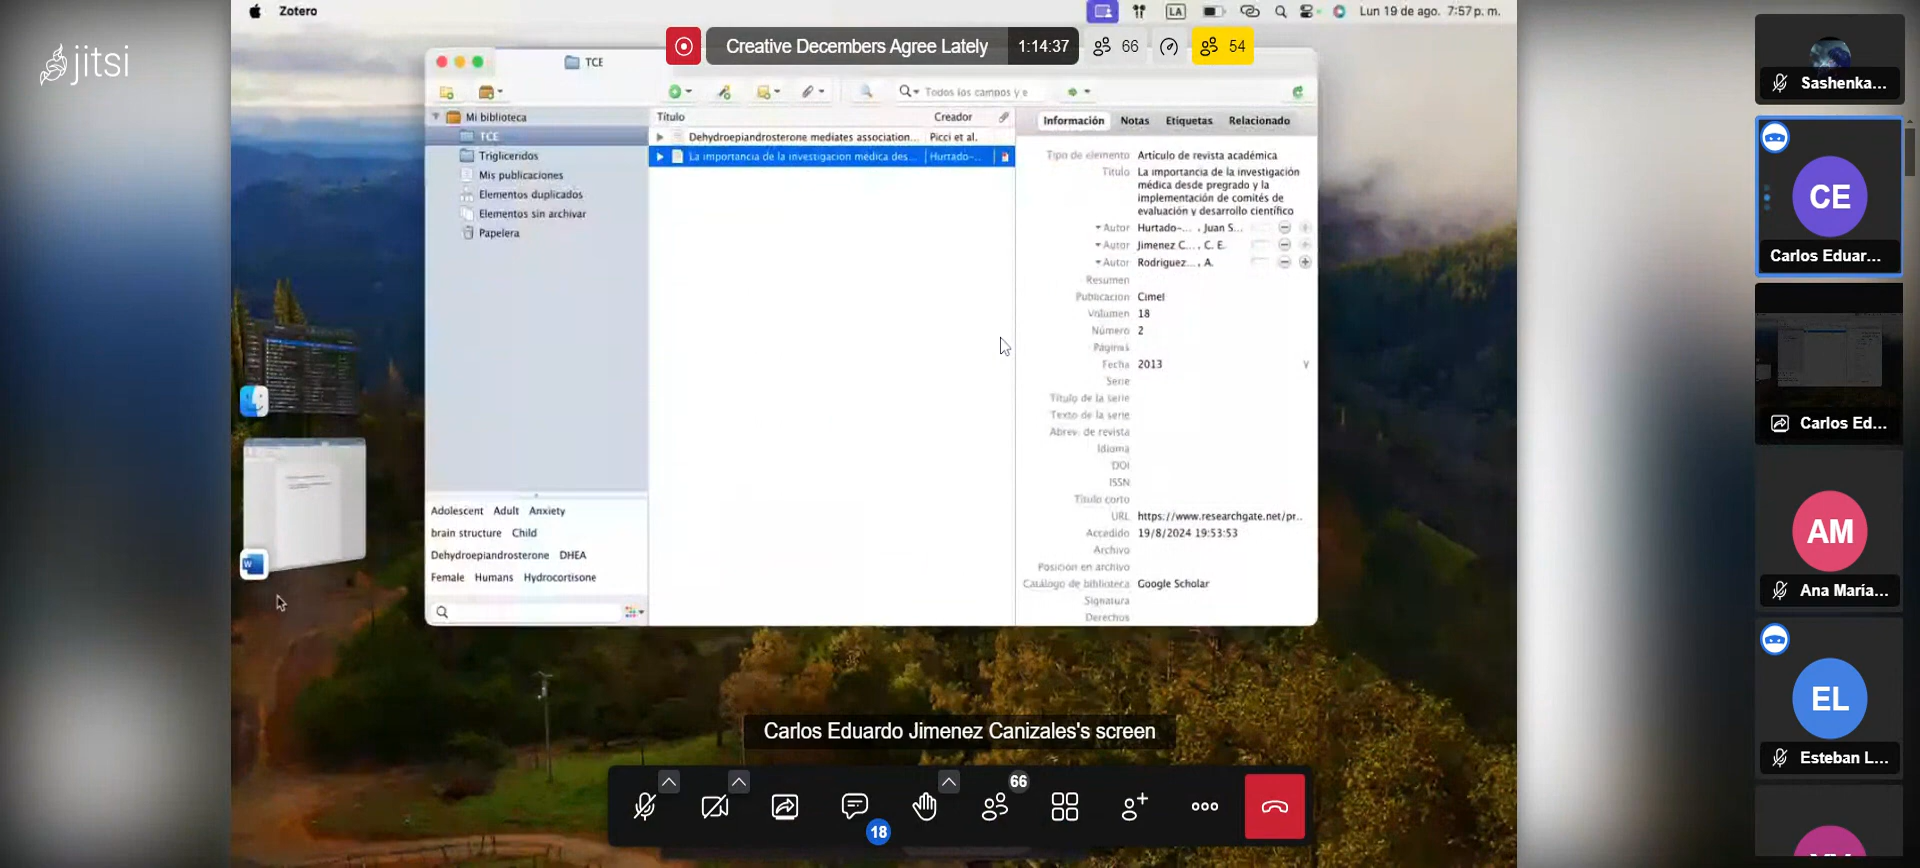 Zotero
LA
Lun 19 de ago. 7:57 p. m.
jitsi
Creative Decembers Agree Lately
1:14:37
66
54
TCE
Todos los campos y e
Mi biblioteca
TCE
Trigliceridos
Mis publicaciones
Elementos duplicados
Elementos sin archivar
Papelera
Título
Creador
Dehydroepiandrosterone mediates association...
Picci et al.
La importancia de la investigacion médica des...
Hurtado-...
Información
Notas
Etiquetas
Relacionado
Tipo de elemento Artículo de revista académica
Título La importancia de la investigación
médica desde pregrado y la
implementación de comités de
evaluación y desarrollo científico
Autor Hurtado-... , Juan S...
Autor Jimenez C... , C. E.
Autor Rodriguez... , A.
Resumen
Publicación Cimel
Volumen 18
Número 2
Páginas
Fecha 2013 y
Serie
Título de la serie
Texto de la serie
Abrev. de revista
Idioma
DOI
ISSN
Título corto
URL https://www.researchgate.net/pr..
Accedido 19/8/2024 19:53:53
Archivo
Posición en archivo
Catálogo de biblioteca Google Scholar
Signatura
Derechos
Adolescent Adult Anxiety
brain structure Child
Dehydroepiandrosterone DHEA
Female Humans Hydrocortisone
W
Carlos Eduardo Jimenez Canizales's screen
66
18
Sashenka...
CE
Carlos Eduar...
Carlos Ed...
AM
Ana María...
EL
Esteban L...